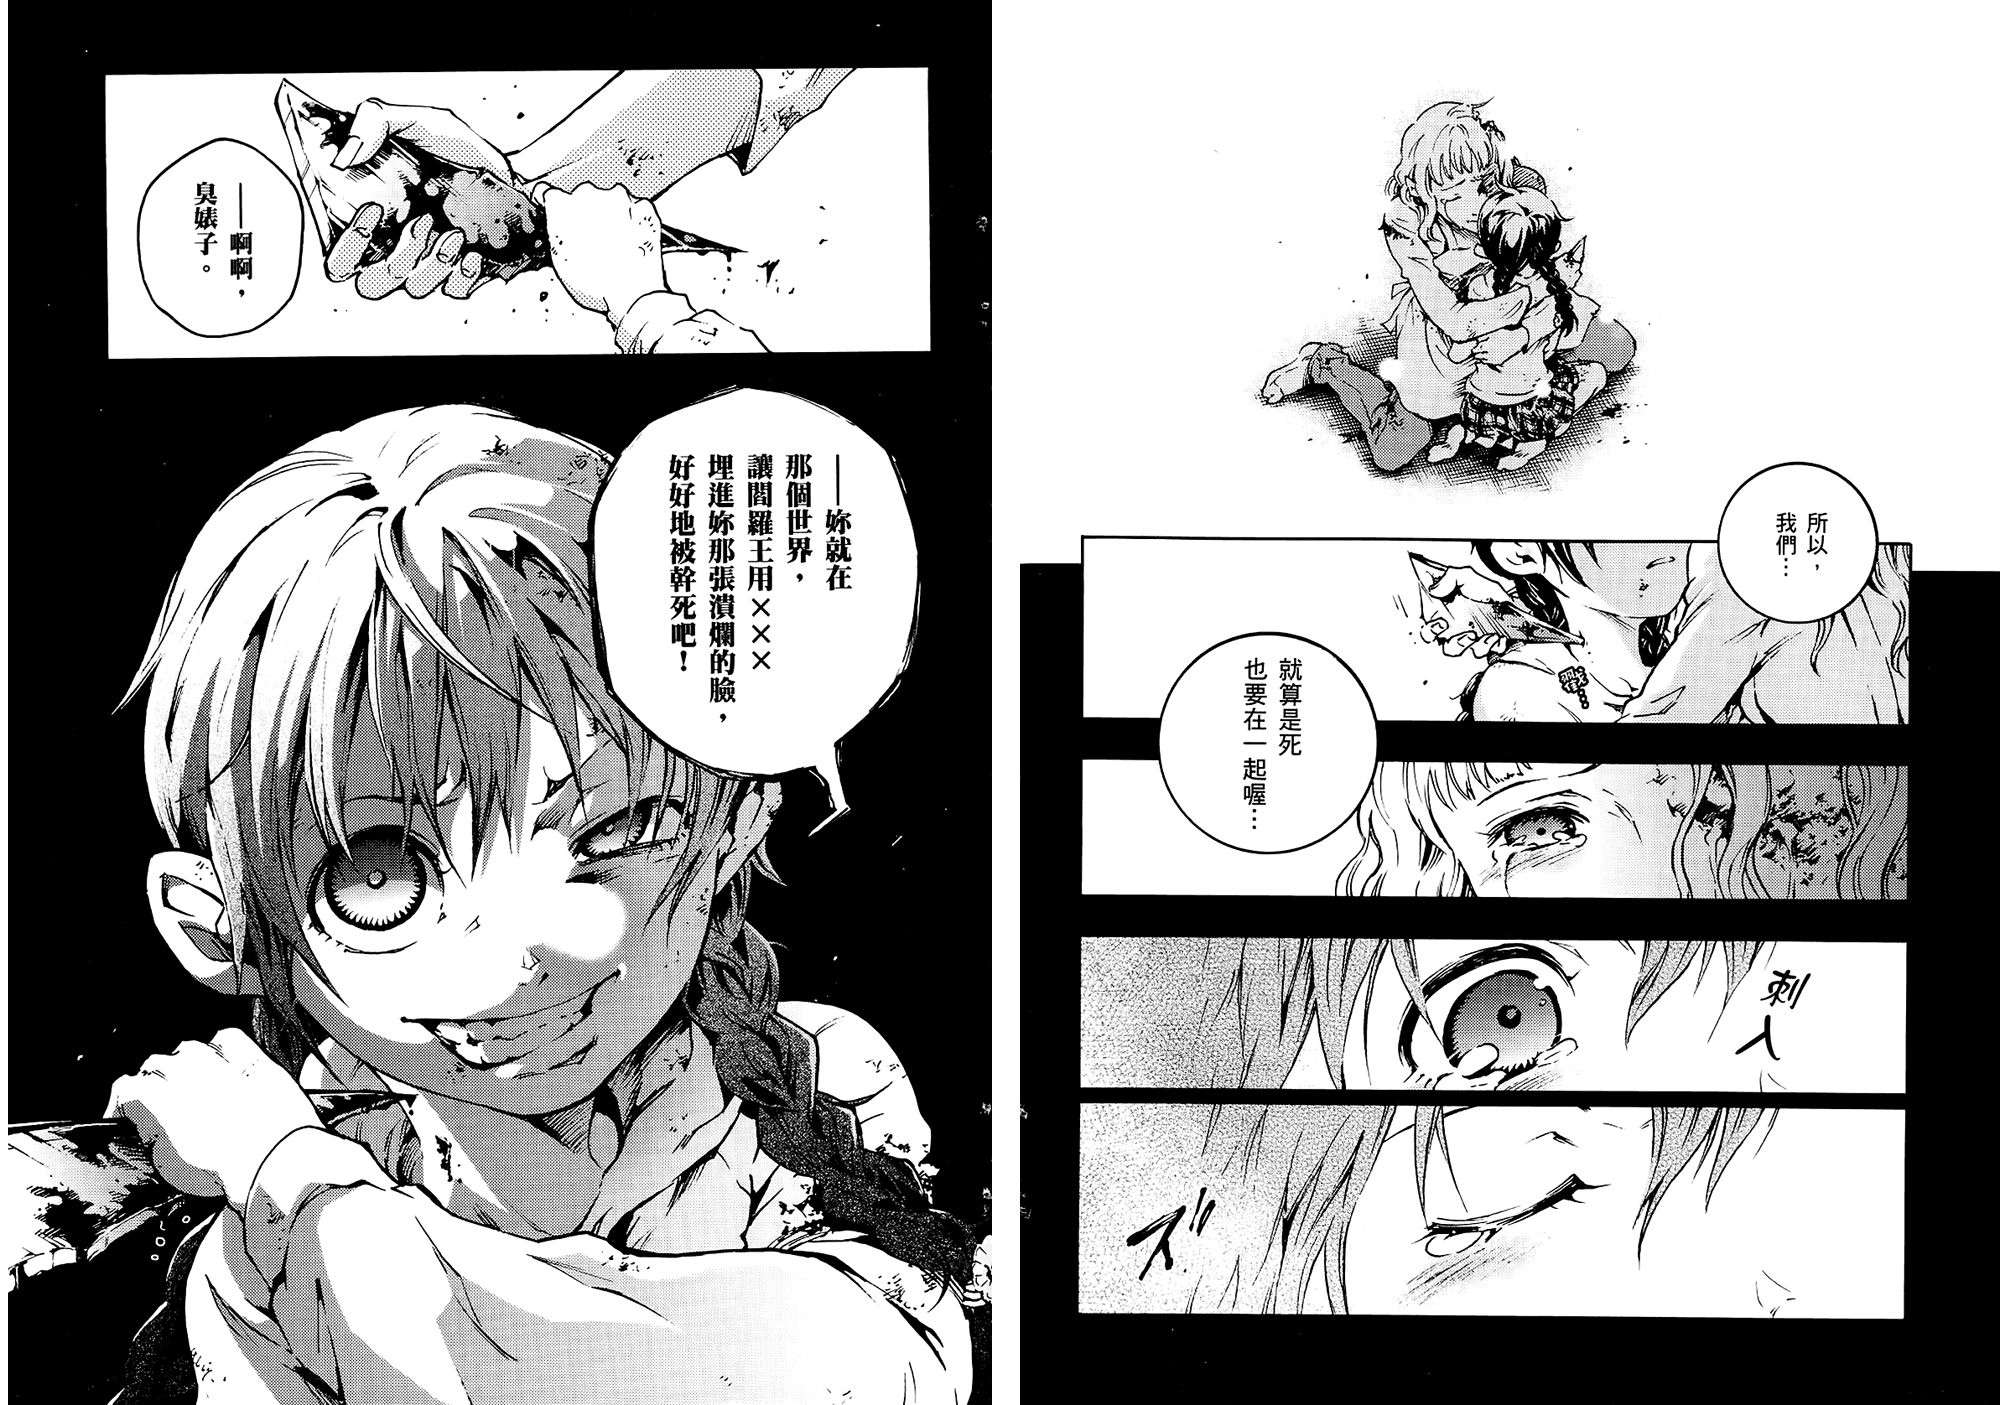 所以，
我們…
戳…
就算是死
也要在一起喔…
刺入
ズ
——啊啊，
臭婊子。
——妳就在
那個世界，
讓閻羅王用×××
埋進妳那張潰爛的臉，
好好地被幹死吧！